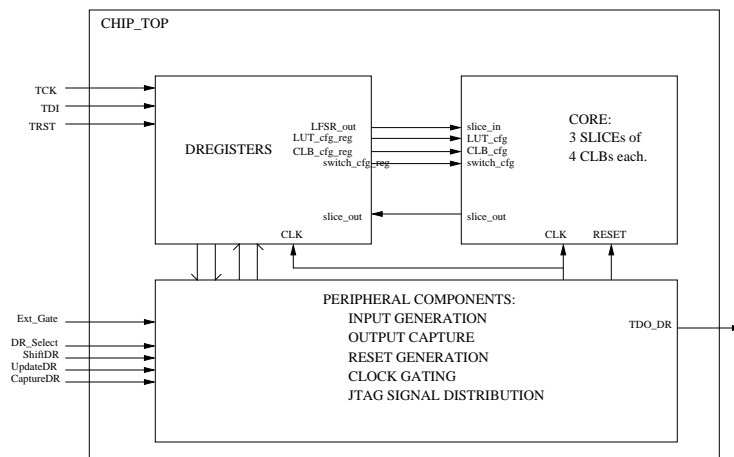 CHIP_TOP
TCK
TDI
TRST
DREGISTERS
LFSR_out
LUT_cfg_reg
CLB_cfg_reg
switch_cfg_reg
slice_out
CLK
slice_in
LUT_cfg
CLB_cfg
switch_cfg
slice_out
CLK
RESET
CORE:
3 SLICEs of
4 CLBs each.
Ext_Gate
DR_Select
ShiftDR
UpdateDR
CaptureDR
PERIPHERAL COMPONENTS:
INPUT GENERATION
OUTPUT CAPTURE
RESET GENERATION
CLOCK GATING
JTAG SIGNAL DISTRIBUTION
TDO_DR